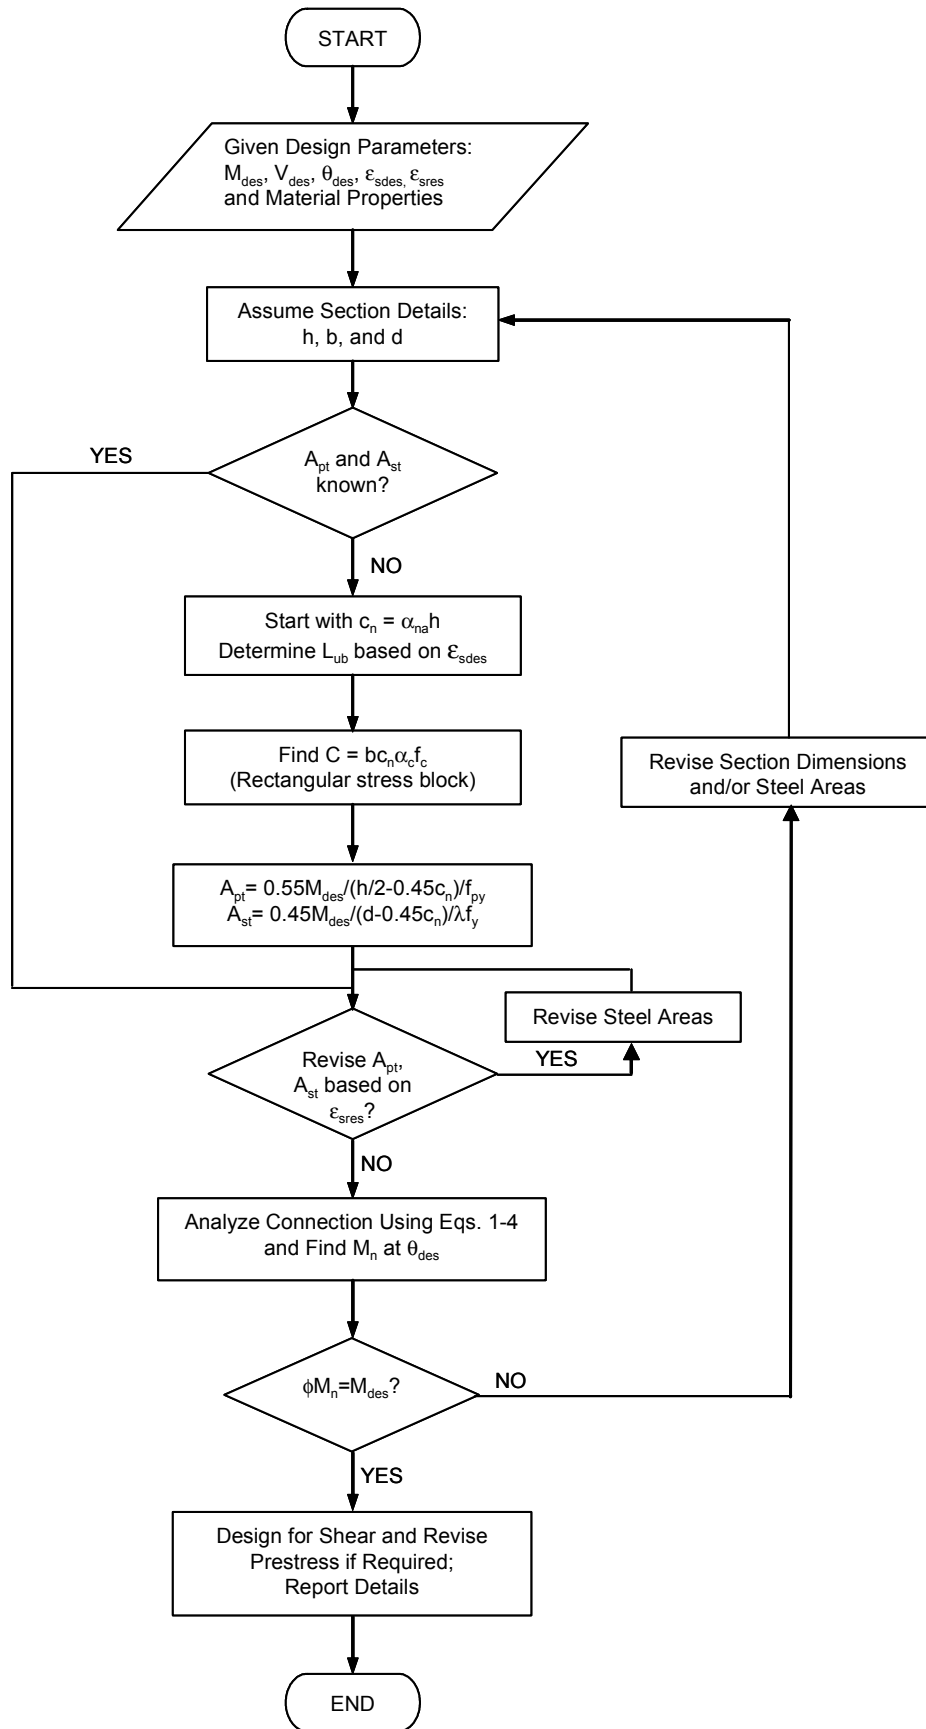 START
Given Design Parameters:
M_des, V_des, θ_des, ε_sdes, ε_sres
and Material Properties
Assume Section Details:
h, b, and d
YES
A_pt and A_st
known?
NO
Start with c_n = α_na h
Determine L_ub based on ε_sdes
Find C = bc_nα_cf_c
(Rectangular stress block)
Revise Section Dimensions
and/or Steel Areas
A_pt= 0.55M_des/(h/2-0.45c_n)/f_py
A_st= 0.45M_des/(d-0.45c_n)/λf_y
Revise Steel Areas
Revise A_pt,
A_st based on
ε_sres?
YES
NO
Analyze Connection Using Eqs. 1-4
and Find M_n at θ_des
ϕM_n=M_des?
NO
YES
Design for Shear and Revise
Prestress if Required;
Report Details
END